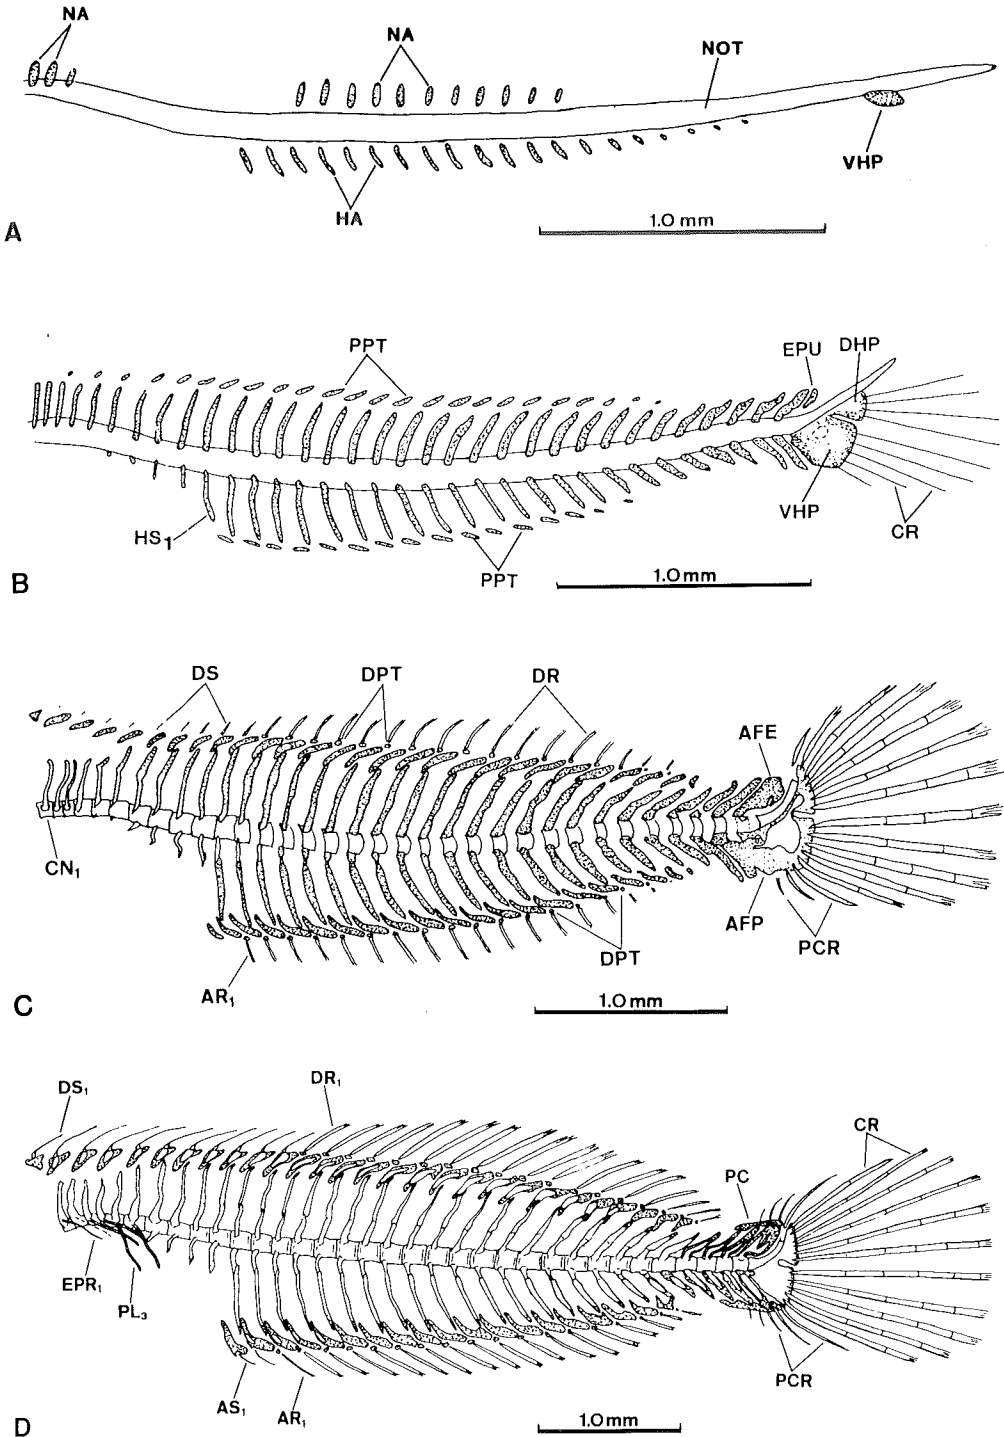 NA
NA
NOT
VHP
HA
1.0 mm
A
PPT
EPU
DHP
HS1
VHP
CR
PPT
1.0 mm
B
DS
DPT
DR
AFE
CN1
AFP
PCR
DPT
AR1
1.0 mm
C
DS1
DR1
CR
PC
EPR1
PL3
PCR
AS1
AR1
1.0 mm
D